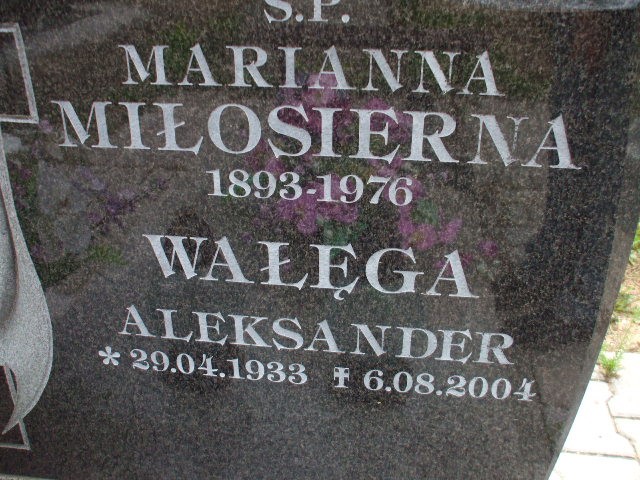 Ś.P.
MARIANNA
MIŁOSIERNA
1893-1976
WAŁĘGA
ALEKSANDER
* 29.04.1933 ✝ 6.08.2004